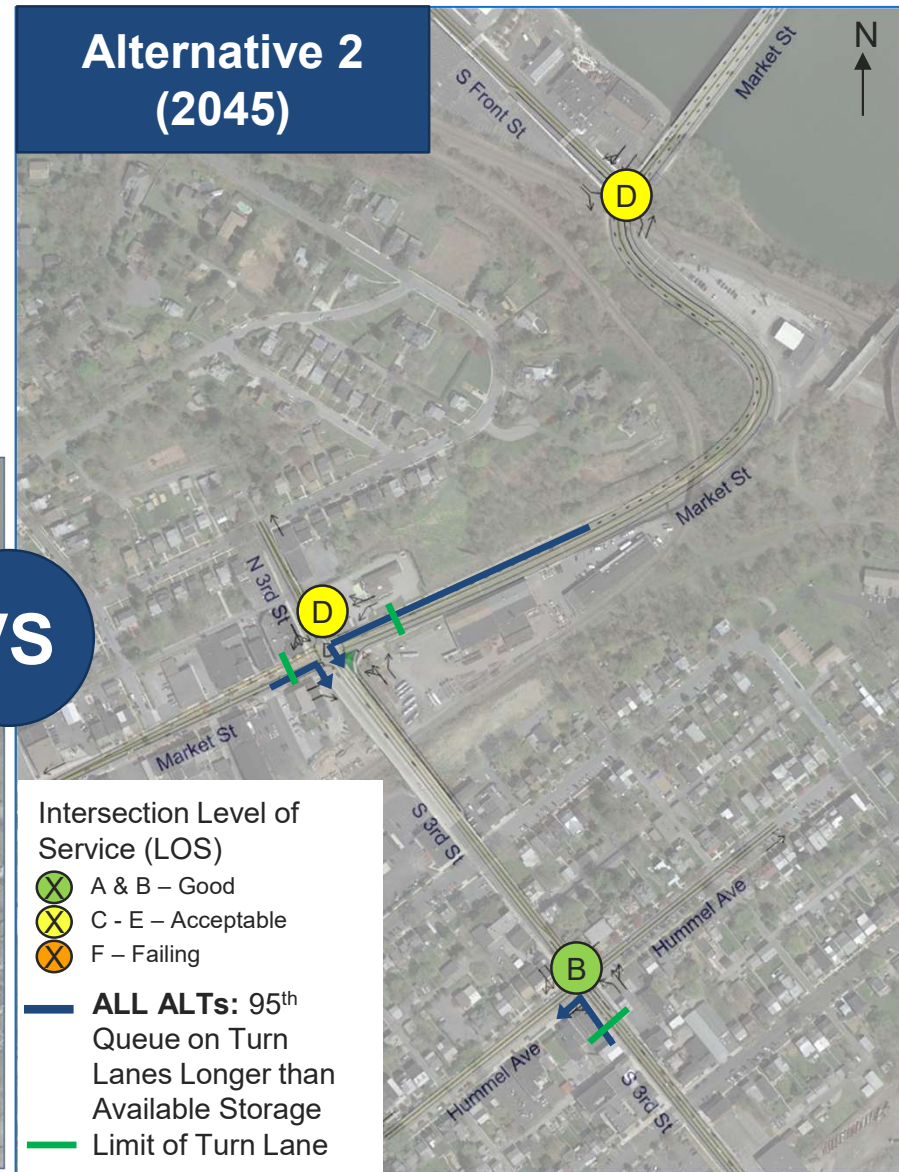 Alternative 2
(2045)
N
Market St
S Front St
D
Market St
N 3rd St
VS
D
Market St
S 3rd St
Hummel Ave
B
Hummel Ave
S 3rd St
Intersection Level of
Service (LOS)
X A & B – Good
X C - E – Acceptable
X F – Failing
ALL ALTs: 95th
Queue on Turn
Lanes Longer than
Available Storage
Limit of Turn Lane